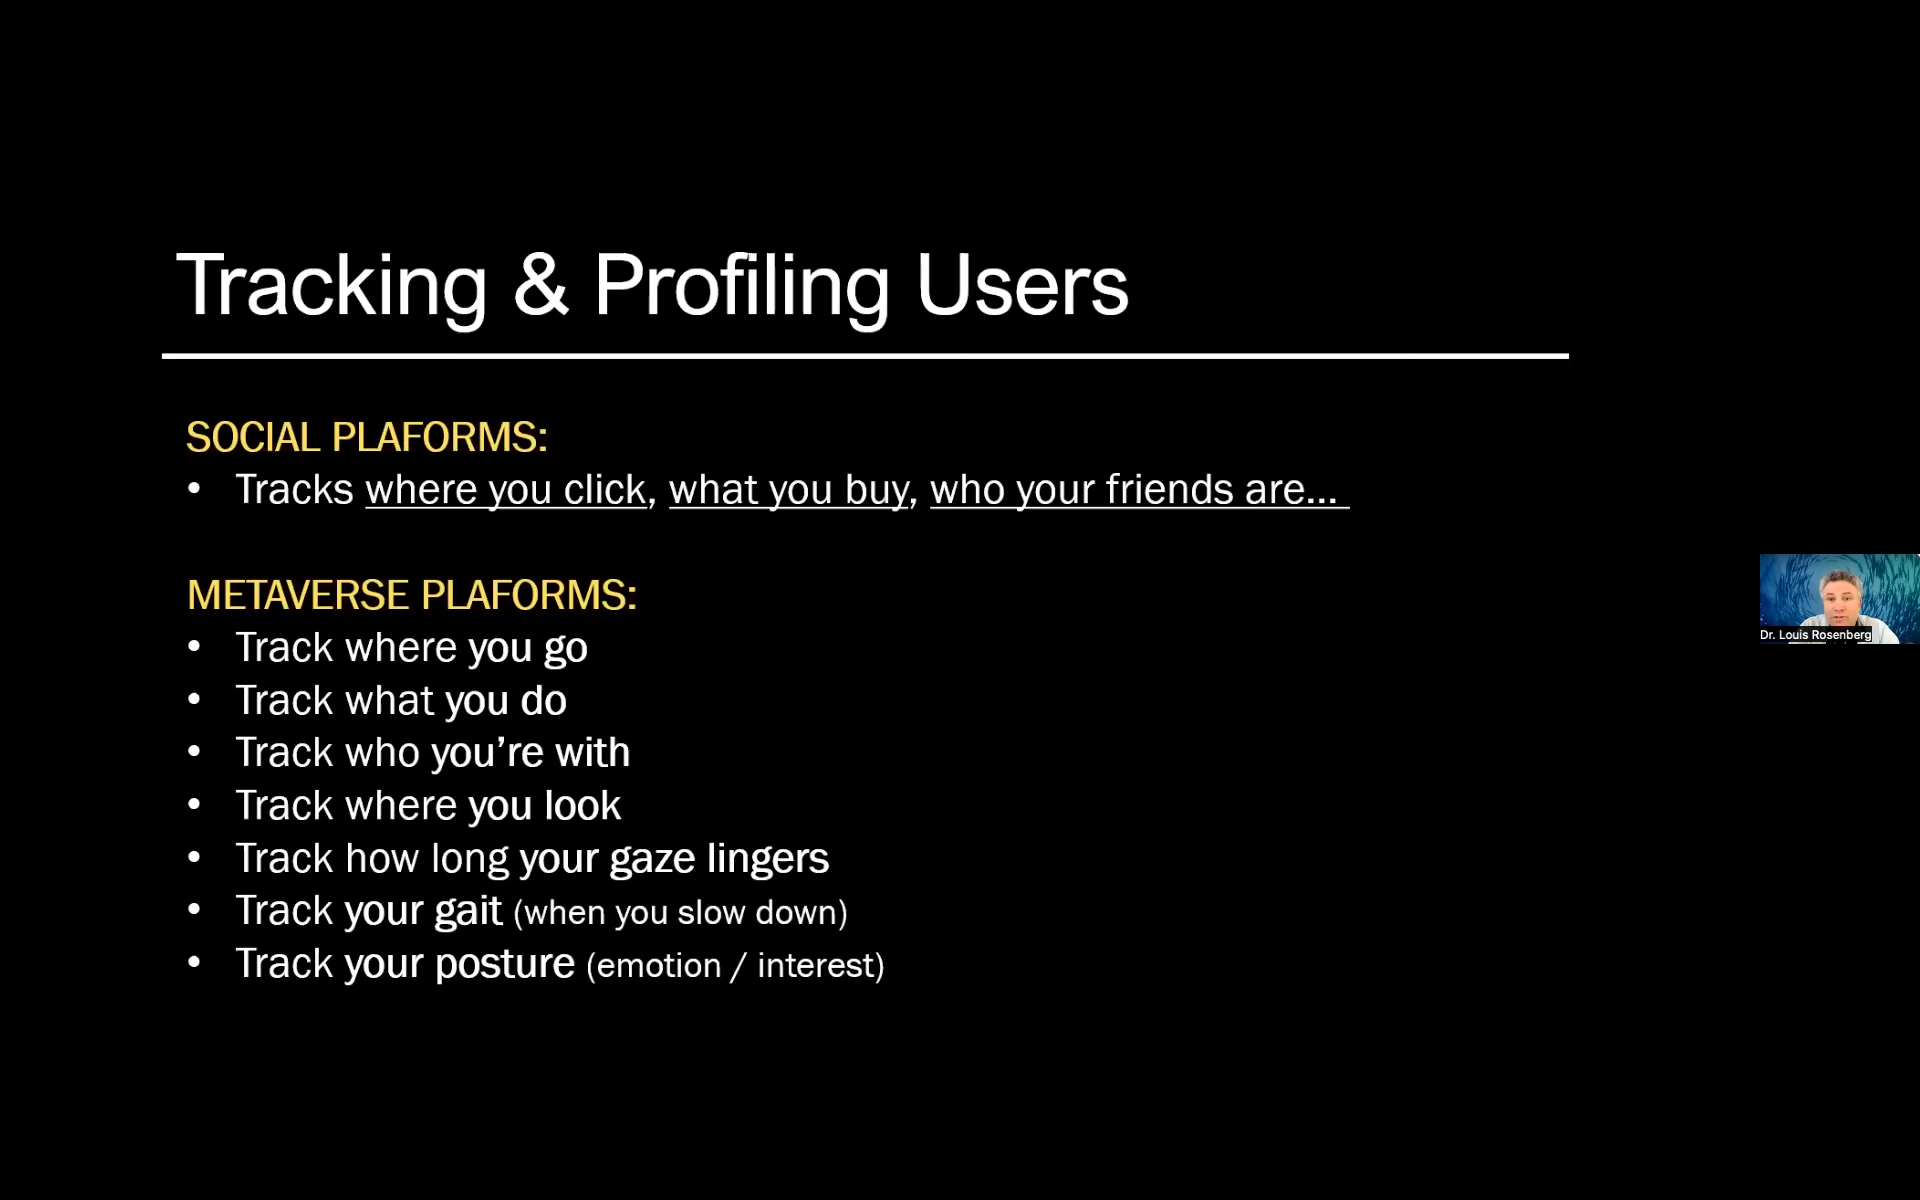 Tracking & Profiling Users
SOCIAL PLAFORMS:
• Tracks where you click, what you buy, who your friends are...
METAVERSE PLAFORMS:
• Track where you go
• Track what you do
• Track who you’re with
• Track where you look
• Track how long your gaze lingers
• Track your gait (when you slow down)
• Track your posture (emotion / interest)
Dr. Louis Rosenberg